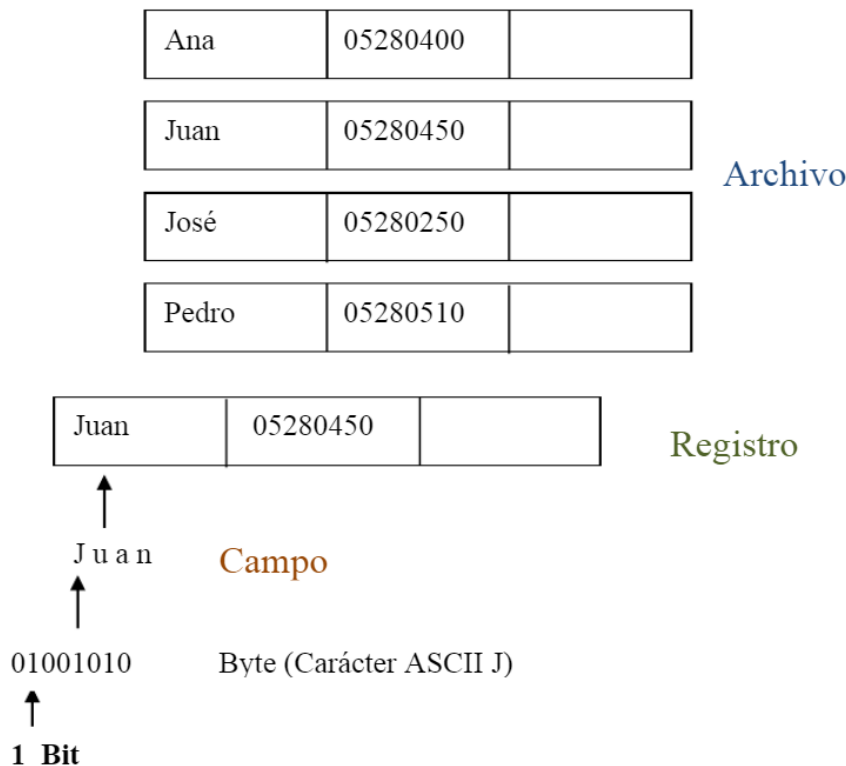 Ana 05280400
Juan 05280450
Archivo
José 05280250
Pedro 05280510
Juan 05280450
Registro
J u a n
Campo
01001010
Byte (Carácter ASCII J)
1 Bit